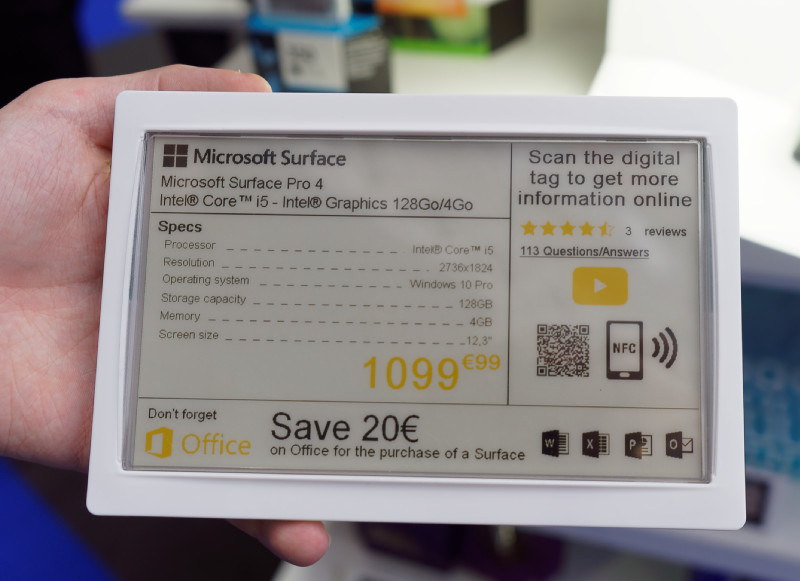 Microsoft Surface
Microsoft Surface Pro 4
Intel® Core™ i5 - Intel® Graphics 128Go/4Go
Specs
Processor Intel® Core™ i5
Resolution 2736x1824
Operating system Windows 10 Pro
Storage capacity 128GB
Memory 4GB
Screen size 12,3"
1099€99
Scan the digital
tag to get more
information online
3 reviews
113 Questions/Answers
NFC
Don't forget
Office
Save 20€
on Office for the purchase of a Surface
W X P O